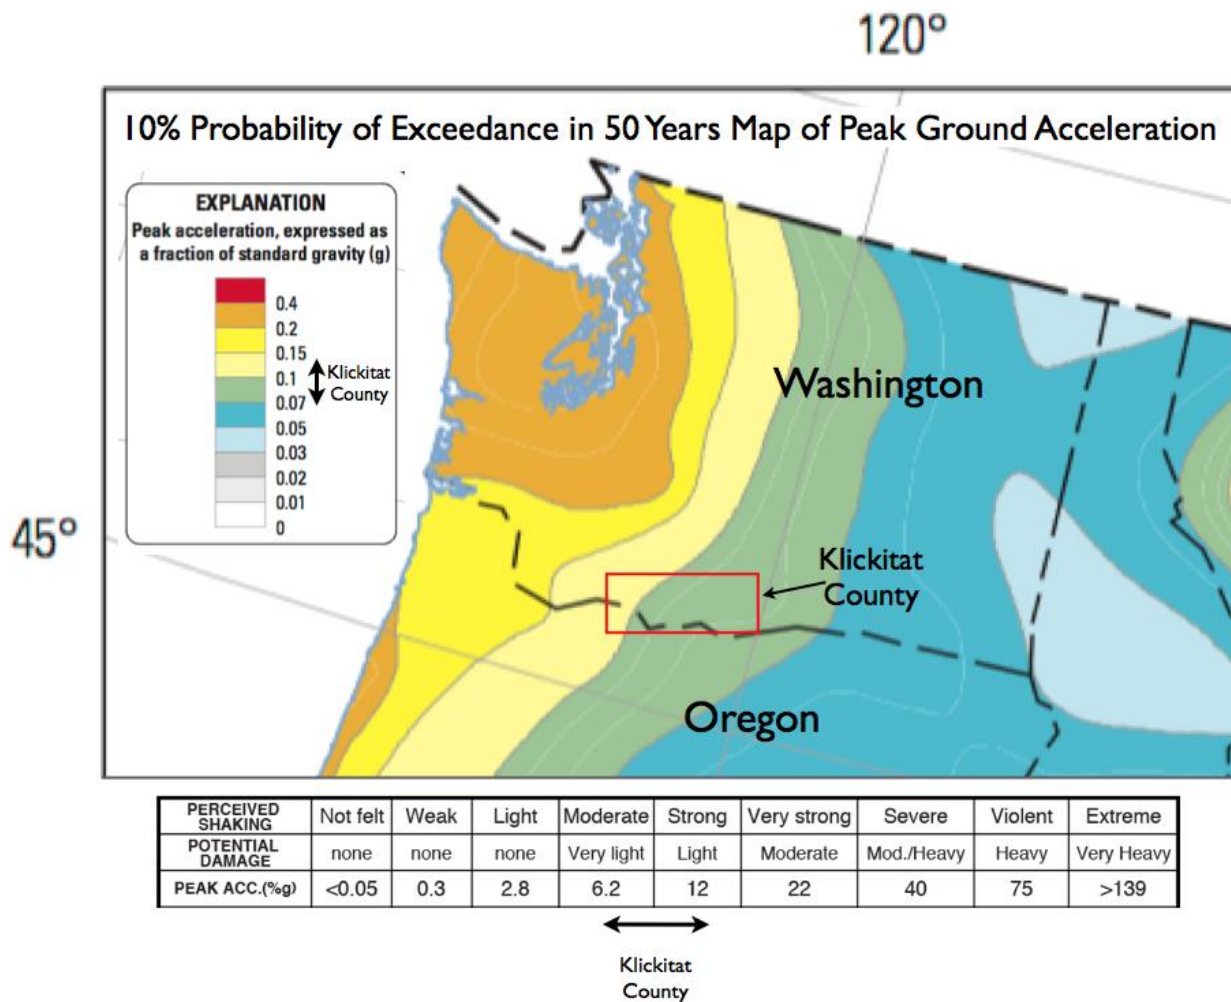 120°
10% Probability of Exceedance in 50 Years Map of Peak Ground Acceleration
EXPLANATION
Peak acceleration, expressed as
a fraction of standard gravity (g)
0.4
0.2
0.15
0.1
0.07
0.05
0.03
0.02
0.01
0
Klickitat
County
Washington
45°
Klickitat
County
Oregon
PERCEIVED SHAKING Not felt Weak Light Moderate Strong Very strong Severe Violent Extreme
POTENTIAL DAMAGE none none none Very light Light Moderate Mod./Heavy Heavy Very Heavy
PEAK ACC.(%g) <0.05 0.3 2.8 6.2 12 22 40 75 >139
Klickitat
County